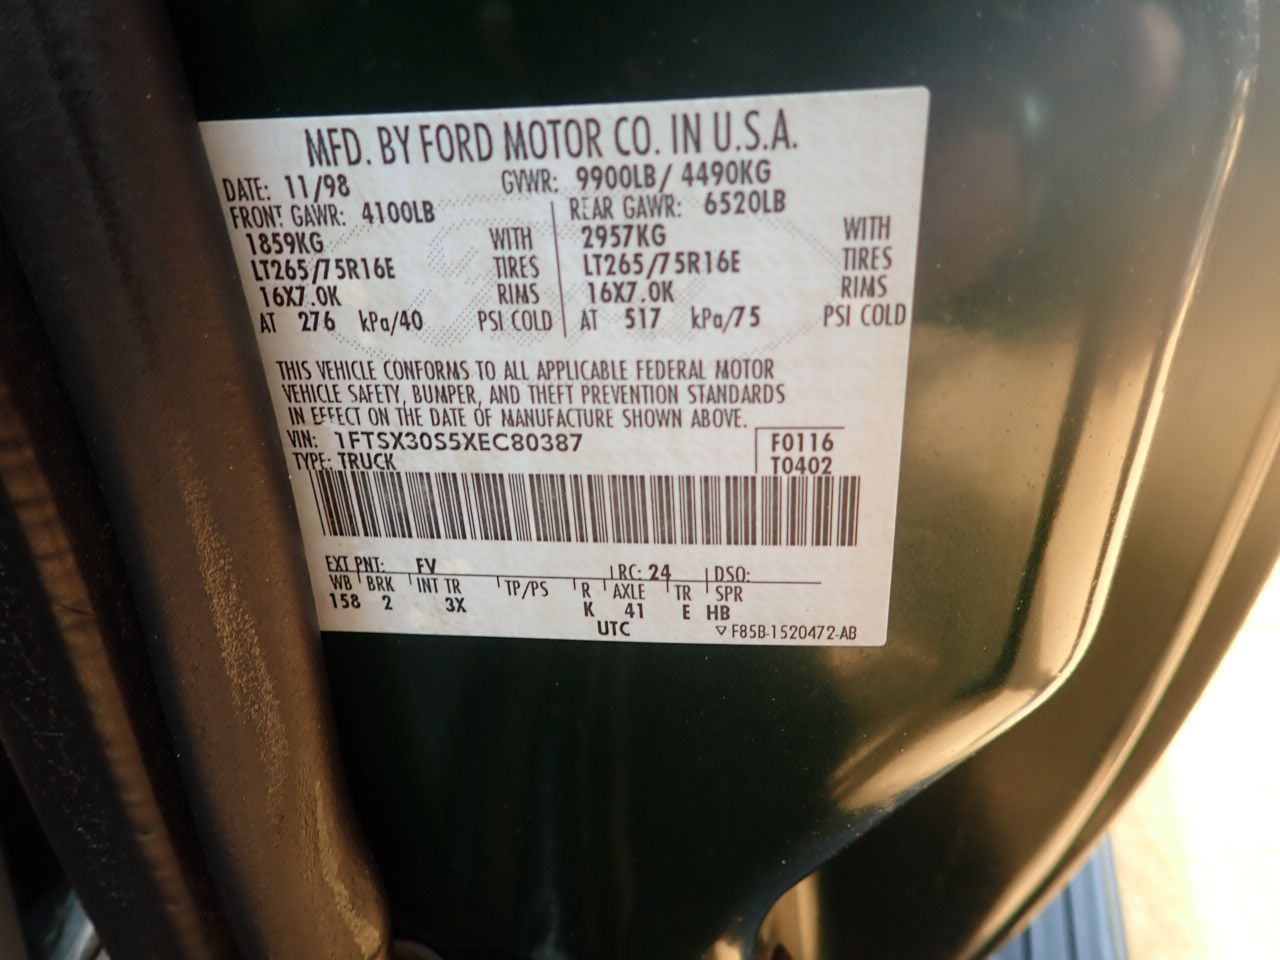 MFD. BY FORD MOTOR CO. IN U.S.A.
DATE: 11/98 GVWR: 9900LB/ 4490KG
FRONT GAWR: 4100LB REAR GAWR: 6520LB
1859KG WITH 2957KG WITH
LT265/75R16E TIRES LT265/75R16E TIRES
16X7.0K RIMS 16X7.0K RIMS
AT 276 kPa/40 PSI COLD AT 517 kPa/75 PSI COLD
THIS VEHICLE CONFORMS TO ALL APPLICABLE FEDERAL MOTOR
VEHICLE SAFETY, BUMPER, AND THEFT PREVENTION STANDARDS
IN EFFECT ON THE DATE OF MANUFACTURE SHOWN ABOVE.
VIN: 1FTSX30S5XEC80387 F0116
TYPE: TRUCK T0402
EXT PNT: FV RC: 24 DSO:
WB BRK INT TR TP/PS R AXLE TR SPR
158 2 3X K 41 E HB
UTC ▽ F85B-1520472-AB